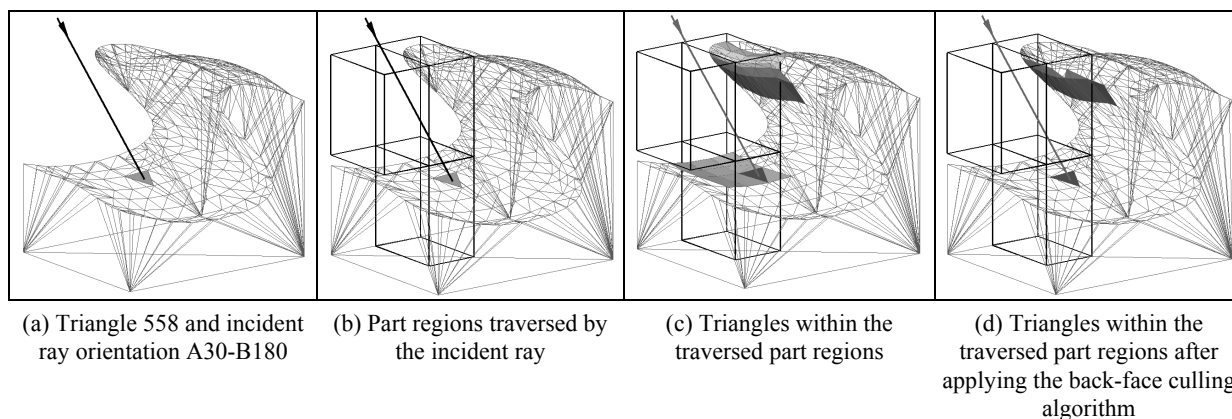 (a) Triangle 558 and incident
ray orientation A30-B180
(b) Part regions traversed by
the incident ray
(c) Triangles within the
traversed part regions
(d) Triangles within the
traversed part regions after
applying the back-face culling
algorithm